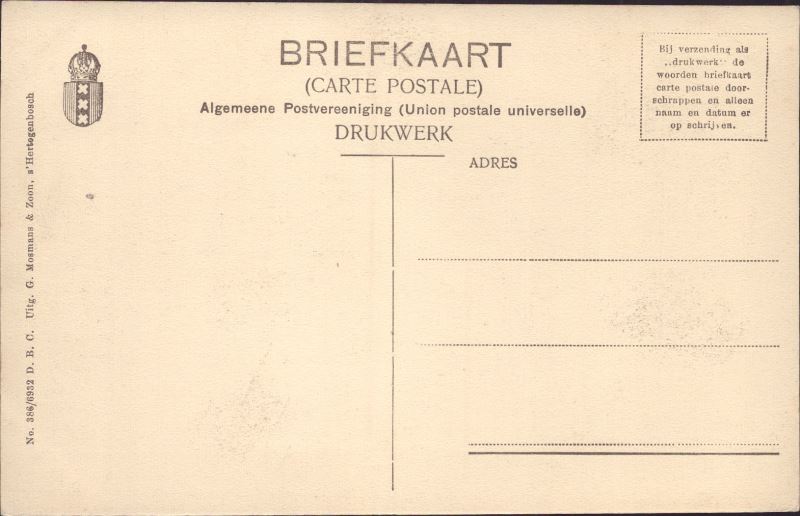 BRIEFKAART
(CARTE POSTALE)
Algemeene Postvereeniging (Union postale universelle)
DRUKWERK
Bij verzending als
„drukwerk" de
woorden briefkaart
carte postale door-
schrappen en alleen
naam en datum er
op schrijven.
ADRES
No. 386/6932 D. B. C. Uitg. G. Mosmans & Zoon, s'Hertogenbosch